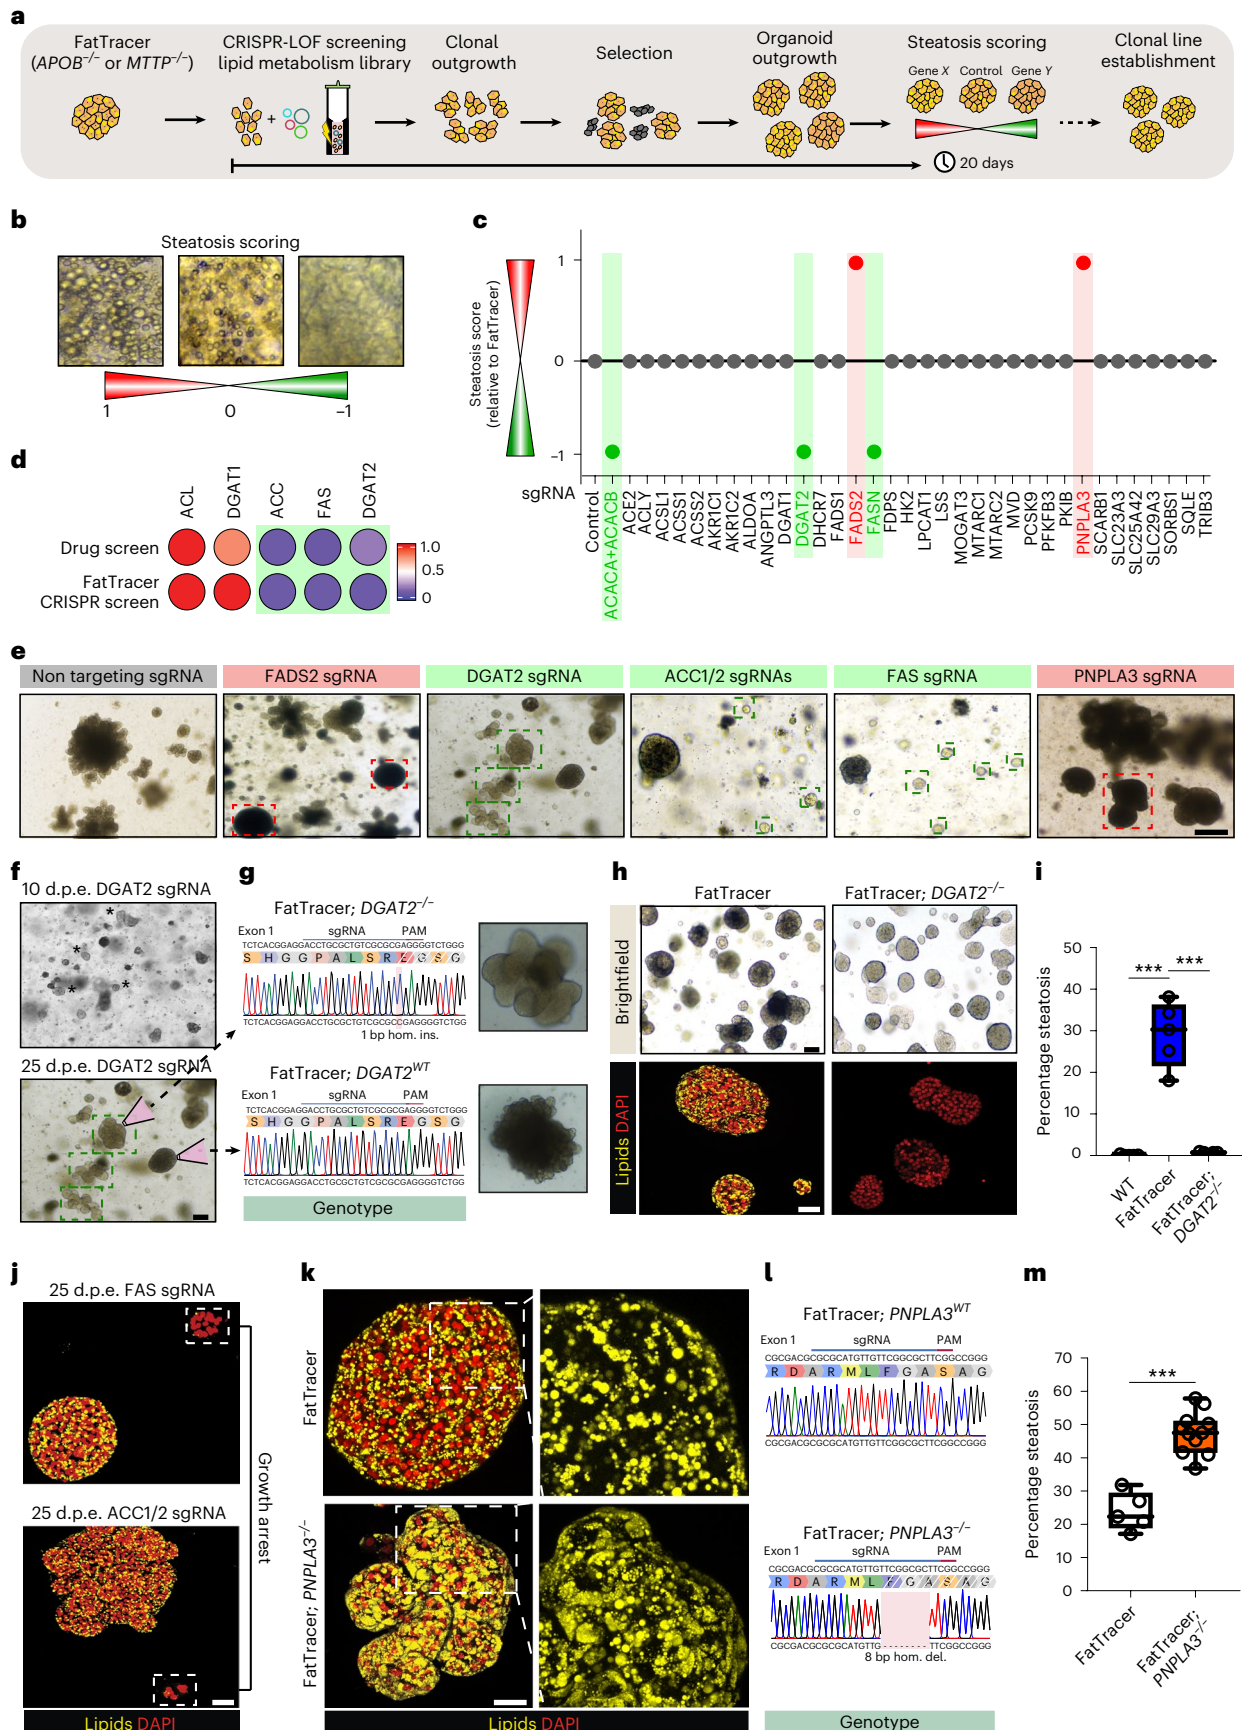 a
FatTracer
(APOB−/− or MTTP−/−)
CRISPR-LOF screening
lipid metabolism library
Clonal
outgrowth
Selection
Organoid
outgrowth
Steatosis scoring
Gene X Control Gene Y
Clonal line
establishment
20 days
b
Steatosis scoring
1 0 −1
c
Steatosis score
(relative to FatTracer)
1
0
−1
sgRNA
Control
ACACA+ACACB
ACE2
ACLY
ACSL1
ACSS1
ACSS2
AKR1C1
AKR1C2
ALDOA
ANGPTL3
DGAT1
DGAT2
DHCR7
FADS1
FADS2
FASN
FDPS
HK2
LPCAT1
LSS
MOGAT3
MTARC1
MTARC2
MVD
PCSK9
PFKFB3
PKIB
PNPLA3
SCARB1
SLC23A3
SLC25A42
SLC29A3
SORBS1
SQLE
TRIB3
d
ACL
DGAT1
ACC
FAS
DGAT2
Drug screen
FatTracer
CRISPR screen
1.0
0.5
0
e
Non targeting sgRNA
FADS2 sgRNA
DGAT2 sgRNA
ACC1/2 sgRNAs
FAS sgRNA
PNPLA3 sgRNA
f
10 d.p.e. DGAT2 sgRNA
* * * *
25 d.p.e. DGAT2 sgRNA
g
FatTracer; DGAT2−/−
Exon 1 sgRNA PAM
TCTCACGGAGGACCTGCGCTGTCGCGCGAGGGGTCTGGG
S H G G P A L S R E G S G
TCTCACGGAGGACCTGCGCTGTCGCGCCGAGGGGTCTGG
1 bp hom. ins.
FatTracer; DGAT2WT
Exon 1 sgRNA PAM
TCTCACGGAGGACCTGCGCTGTCGCGCGAGGGGTCTGGG
S H G G P A L S R E G S G
TCTCACGGAGGACCTGCGCTGTCGCGCGAGGGGTCTGGG
Genotype
h
FatTracer
FatTracer; DGAT2−/−
Brightfield
Lipids DAPI
i
Percentage steatosis
50
40
30
20
10
0
*** ***
WT
FatTracer
FatTracer;
DGAT2−/−
j
25 d.p.e. FAS sgRNA
25 d.p.e. ACC1/2 sgRNA
Growth arrest
Lipids DAPI
k
FatTracer
FatTracer; PNPLA3−/−
Lipids DAPI
l
FatTracer; PNPLA3WT
Exon 1 sgRNA PAM
CGCGACGCGCGCATGTTGTTCGGCGCTTCGGCCGGG
R D A R M L F G A S A G
CGCGACGCGCGCATGTTGTTCGGCGCTTCGGCCGGG
FatTracer; PNPLA3−/−
Exon 1 sgRNA PAM
CGCGACGCGCGCATGTTGTTCGGCGCTTCGGCCGGG
R D A R M L F G A S A G
CGCGACGCGCGCATGTTG--------TTCGGCCGGG
8 bp hom. del.
Genotype
m
Percentage steatosis
70
60
50
40
30
20
10
0
***
FatTracer
FatTracer;
PNPLA3−/−